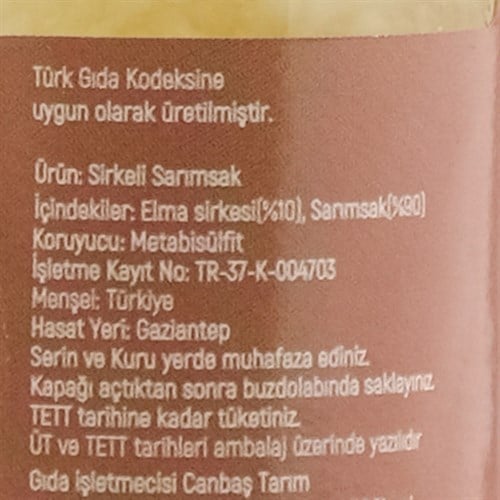 Türk Gıda Kodeksine
uygun olarak üretilmiştir.
Ürün: Sirkeli Sarımsak
İçindekiler: Elma sirkesi(%10), Sarımsak(%90)
Koruyucu: Metabisülfit
İşletme Kayıt No: TR-37-K-004703
Menşei: Türkiye
Hasat Yeri: Gaziantep
Serin ve Kuru yerde muhafaza ediniz.
Kapağı açtıktan sonra buzdolabında saklayınız.
TETT tarihine kadar tüketiniz.
ÜT ve TETT tarihleri ambalaj üzerinde yazılıdır
Gıda işletmecisi Canbaş Tarım